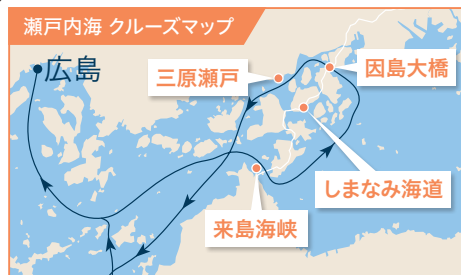 瀬戸内海 クルーズマップ
広島
三原瀬戸
因島大橋
しまなみ海道
来島海峡